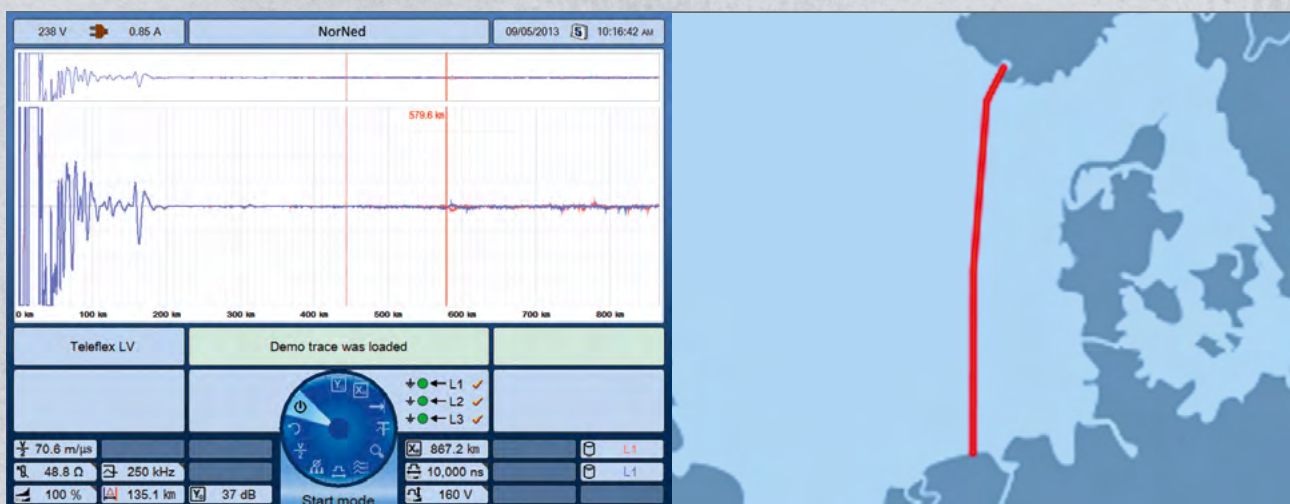 238 V 0.85 A NorNed 09/05/2013 5 10:16:42 AM
579.6 km
0 km 100 km 200 km 300 km 400 km 500 km 600 km 700 km 800 km
Teleflex LV Demo trace was loaded
L1
L2
L3
V/2 70.6 m/µs X 867.2 km L1
48.8 Ω 250 kHz 10,000 ns L1
100 % 135.1 km Y 37 dB Start mode 160 V